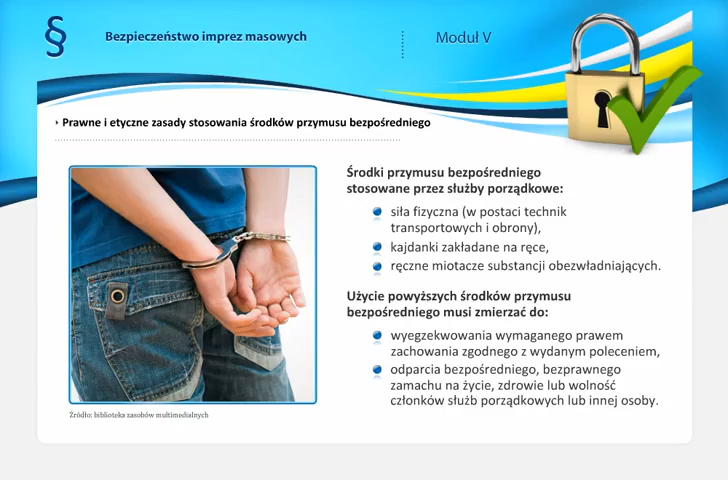 §
Bezpieczeństwo imprez masowych
Moduł V
Prawne i etyczne zasady stosowania środków przymusu bezpośredniego
Środki przymusu bezpośredniego
stosowane przez służby porządkowe:
siła fizyczna (w postaci technik
transportowych i obrony),
kajdanki zakładane na ręce,
ręczne miotacze substancji obezwładniających.
Użycie powyższych środków przymusu
bezpośredniego musi zmierzać do:
wyegzekwowania wymaganego prawem
zachowania zgodnego z wydanym poleceniem,
odparcia bezpośredniego, bezprawnego
zamachu na życie, zdrowie lub wolność
członków służb porządkowych lub innej osoby.
Źródło: biblioteka zasobów multimedialnych